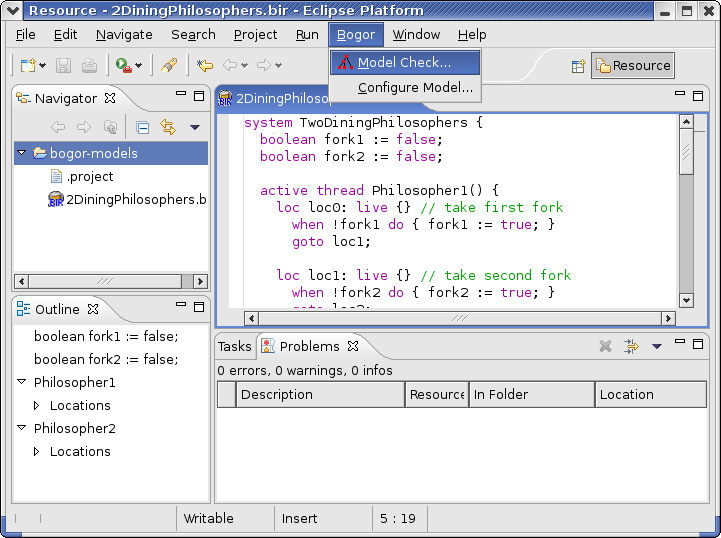 Resource - 2DiningPhilosophers.bir - Eclipse Platform
File Edit Navigate Search Project Run Bogor Window Help
Model Check...
Configure Model...
Resource
Navigator
bogor-models
.project
2DiningPhilosophers.b
2DiningPhiloso
system TwoDiningPhilosophers {
boolean fork1 := false;
boolean fork2 := false;
active thread Philosopher1() {
loc loc0: live {} // take first fork
when !fork1 do { fork1 := true; }
goto loc1;
loc loc1: live {} // take second fork
when !fork2 do { fork2 := true; }
goto loc2;
Outline
boolean fork1 := false;
boolean fork2 := false;
Philosopher1
Locations
Philosopher2
Locations
Tasks Problems
0 errors, 0 warnings, 0 infos
Description Resource In Folder Location
Writable Insert 5 : 19